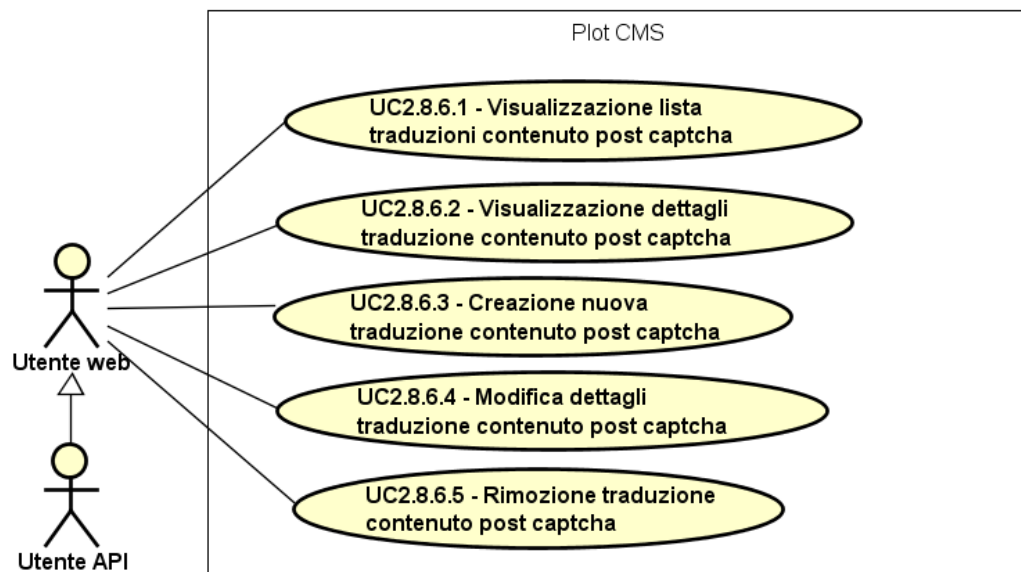 Plot CMS
UC2.8.6.1 - Visualizzazione lista
traduzioni contenuto post captcha
UC2.8.6.2 - Visualizzazione dettagli
traduzione contenuto post captcha
UC2.8.6.3 - Creazione nuova
traduzione contenuto post captcha
Utente web
UC2.8.6.4 - Modifica dettagli
traduzione contenuto post captcha
UC2.8.6.5 - Rimozione traduzione
contenuto post captcha
Utente API